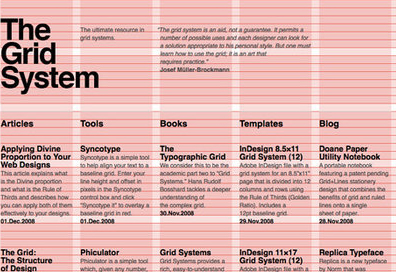 The
Grid
System
The ultimate resource in
grid systems.
"The grid system is an aid, not a guarantee. It permits a
number of possible uses and each designer can look for
a solution appropriate to his personal style. But one must
learn how to use the grid; it is an art that
requires practice."
Josef Müller-Brockmann
Articles
Tools
Books
Templates
Blog
Applying Divine
Proportion to Your
Web Designs
This article explains what
is the Divine proportion
and what is the Rule of
Thirds and describes how
you can apply both of them
effectively to your designs.
01.Dec.2008
Syncotype
Syncotype is a simple tool
to help align your text to a
baseline grid. Enter your
line height and offset in
pixels in the Syncotype
control box and click
"Syncotype it" to overlay a
baseline grid in red.
01.Dec.2008
The
Typographic Grid
We consider this to be the
academic part two to "Grid
Systems." Hans Rudolf
Bosshard tackles a deeper
understanding of
the complex grid.
30.Nov.2008
InDesign 8.5x11
Grid System (12)
Adobe InDesign file with a
grid system for an 8.5"x11"
page that is divided into 12
columns and rows using
the Rule of Thirds (Golden
Ratio). Includes a
12pt baseline grid.
29.Nov.2008
Doane Paper
Utility Notebook
A portable notebook
featuring a patent pending
Grid+Lines stationery
design that combines the
benefits of grid and ruled
lines onto a single
sheet of paper.
28.Nov.2008
The Grid:
The Structure
of Design
Phiculator
Phiculator is a simple tool
which, given any number,
Grid Systems
Grid Systems provides a
rich, easy-to-understand
InDesign 11x17
Grid System (12)
Adobe InDesign file with a
Replica Typeface
Replica is a new typeface
by Norm that was